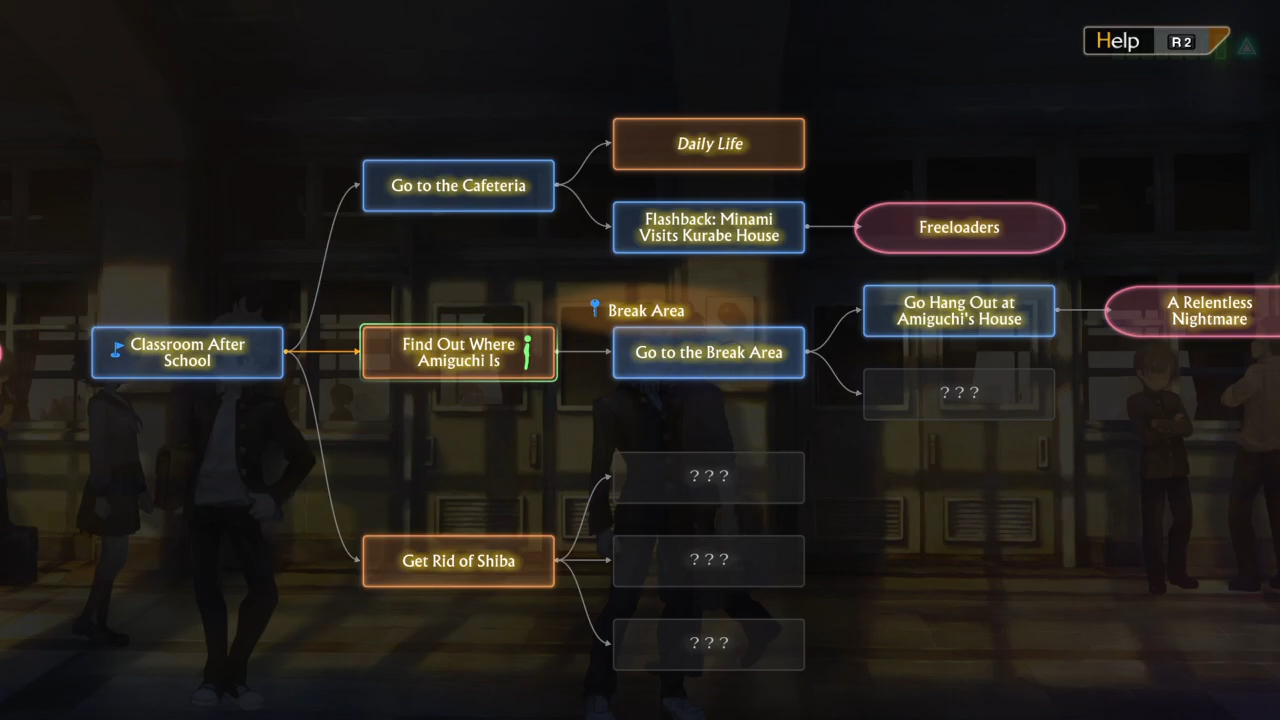 Help R2
Daily Life
Go to the Cafeteria
Flashback: Minami
Visits Kurabe House
Freeloaders
Break Area
Go Hang Out at
Amiguchi's House
A Relentless
Nightmare
Classroom After
School
Find Out Where
Amiguchi Is
Go to the Break Area
???
???
Get Rid of Shiba
???
???